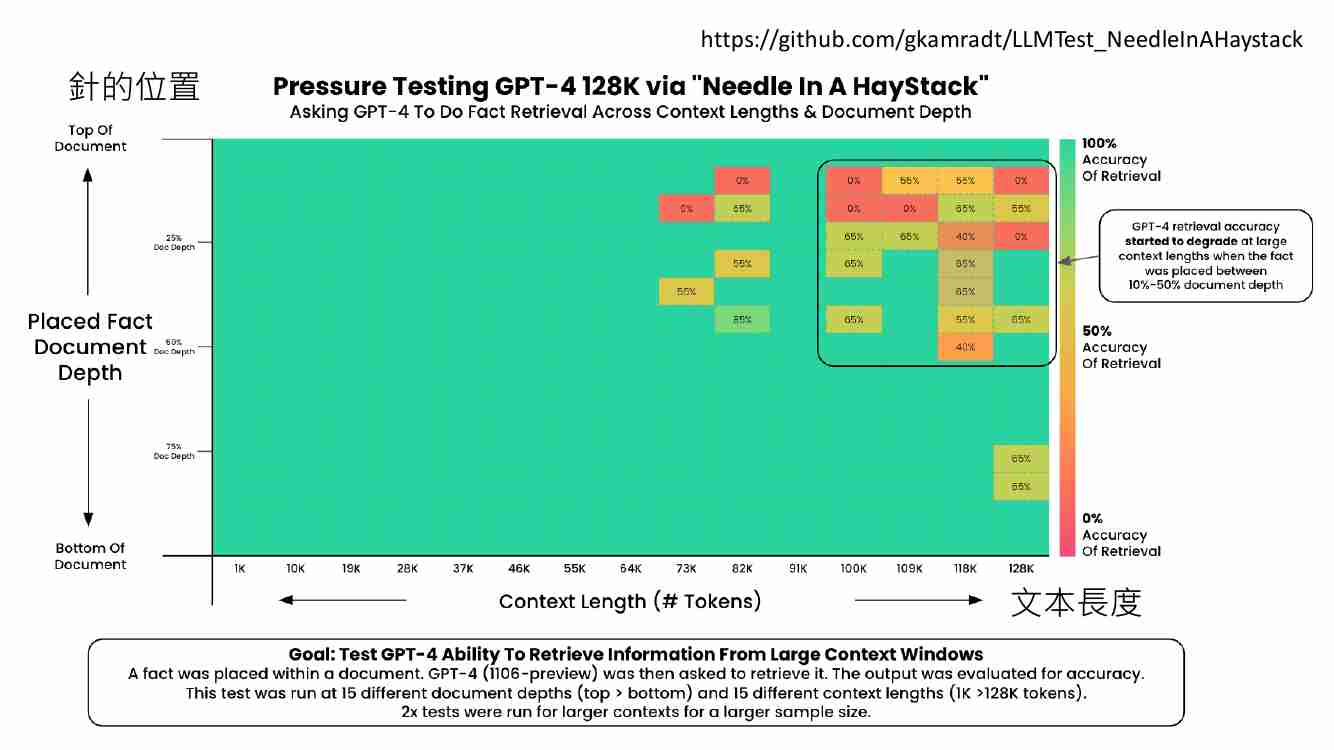 https://github.com/gkamradt/LLMTest_NeedleInAHaystack
針的位置
Pressure Testing GPT-4 128K via "Needle In A HayStack"
Asking GPT-4 To Do Fact Retrieval Across Context Lengths & Document Depth
Top Of
Document
100%
Accuracy
Of Retrieval
0% 0% 55% 55% 0%
0% 65% 0% 0% 65% 55%
GPT-4 retrieval accuracy
started to degrade at large
context lengths when the fact
was placed between
10%-50% document depth
25%
Doc Depth
65% 65% 40% 0%
55% 65% 65%
55% 65%
Placed Fact
Document
Depth
85% 65% 55% 65%
50%
Doc Depth
40%
50%
Accuracy
Of Retrieval
75%
Doc Depth
65%
65%
0%
Accuracy
Of Retrieval
Bottom Of
Document
1K 10K 19K 28K 37K 46K 55K 64K 73K 82K 91K 100K 109K 118K 128K
Context Length (# Tokens)
文本長度
Goal: Test GPT-4 Ability To Retrieve Information From Large Context Windows
A fact was placed within a document. GPT-4 (1106-preview) was then asked to retrieve it. The output was evaluated for accuracy.
This test was run at 15 different document depths (top > bottom) and 15 different context lengths (1K >128K tokens).
2x tests were run for larger contexts for a larger sample size.